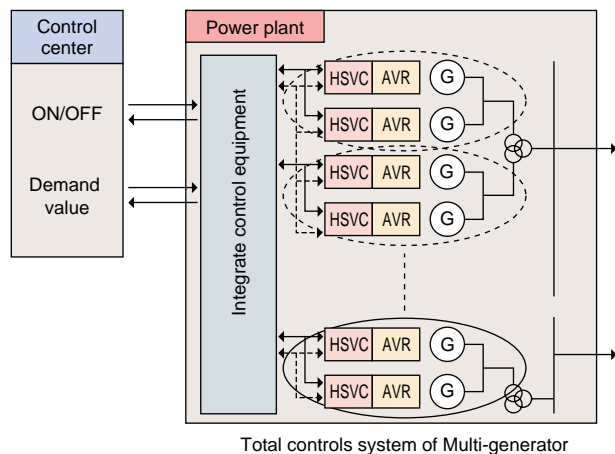 Control
center
Power plant
ON/OFF
Demand
value
Integrate control equipment
HSVC AVR G
HSVC AVR G
HSVC AVR G
HSVC AVR G
HSVC AVR G
HSVC AVR G
Total controls system of Multi-generator